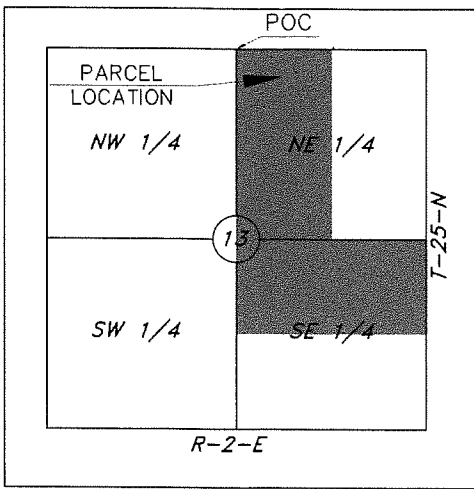 POC
PARCEL
LOCATION
NW 1/4
NE 1/4
13
T-25-N
SW 1/4
SE 1/4
R-2-E